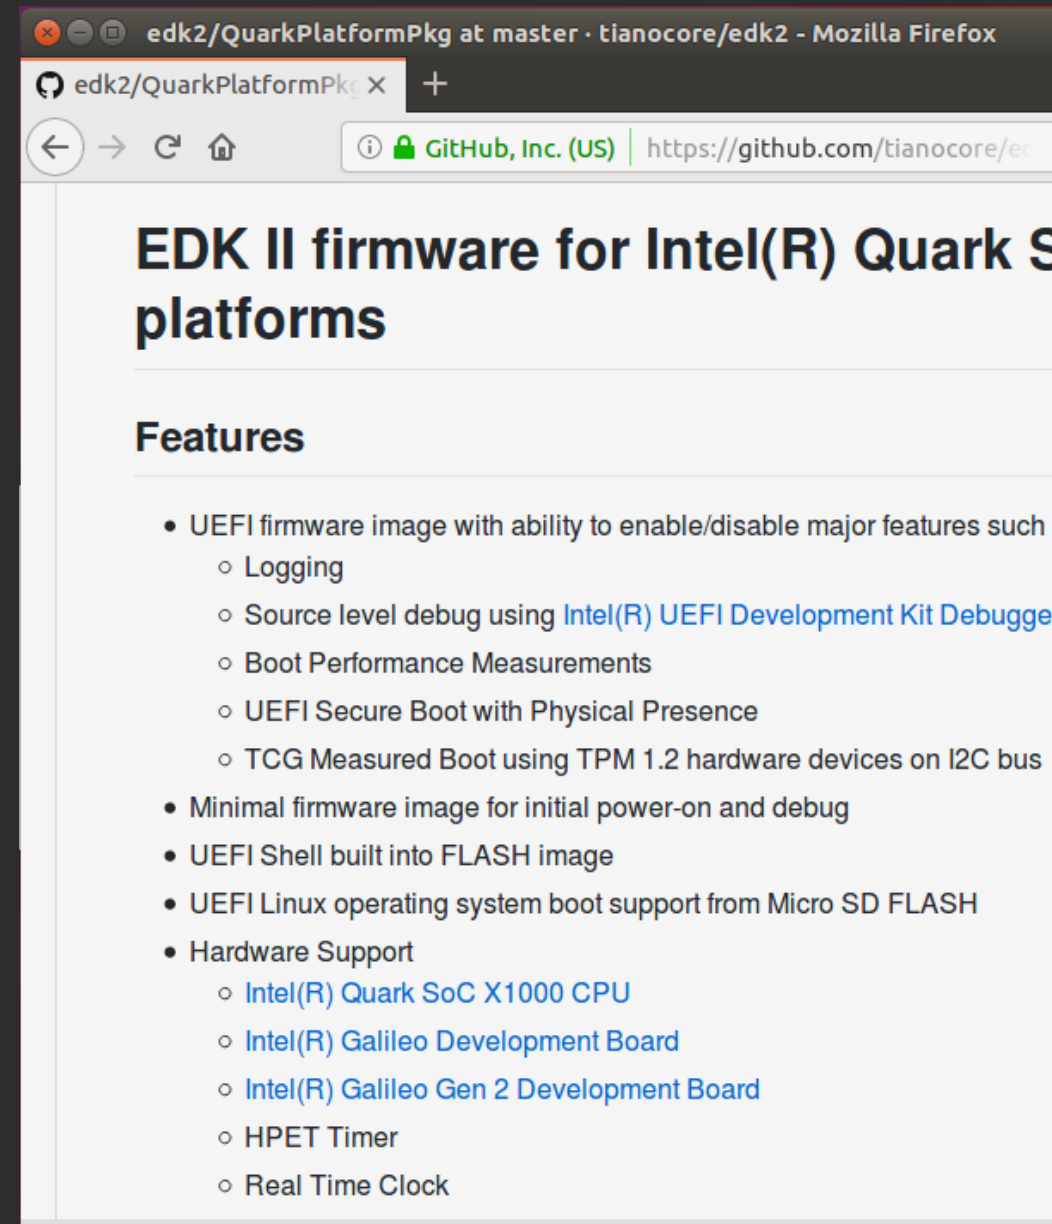 edk2/QuarkPlatformPkg at master · tianocore/edk2 - Mozilla Firefox
edk2/QuarkPlatformPk
GitHub, Inc. (US) https://github.com/tianocore/e
EDK II firmware for Intel(R) Quark S
platforms
Features
UEFI firmware image with ability to enable/disable major features such
Logging
Source level debug using Intel(R) UEFI Development Kit Debugge
Boot Performance Measurements
UEFI Secure Boot with Physical Presence
TCG Measured Boot using TPM 1.2 hardware devices on I2C bus
Minimal firmware image for initial power-on and debug
UEFI Shell built into FLASH image
UEFI Linux operating system boot support from Micro SD FLASH
Hardware Support
Intel(R) Quark SoC X1000 CPU
Intel(R) Galileo Development Board
Intel(R) Galileo Gen 2 Development Board
HPET Timer
Real Time Clock